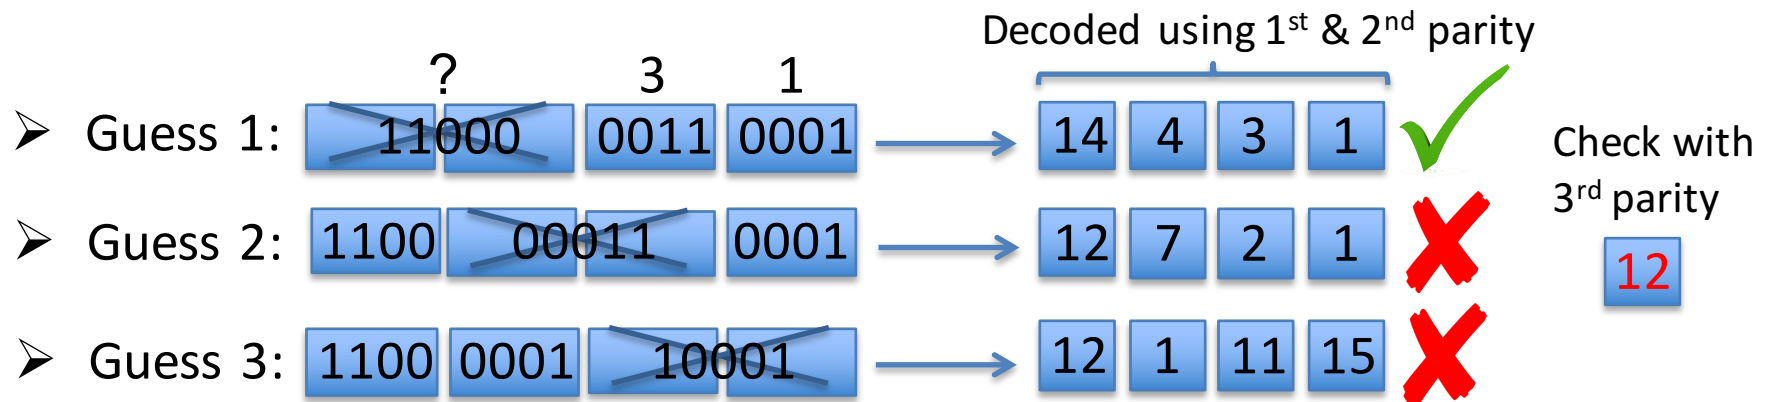 Decoded using 1st & 2nd parity
? 3 1
➢ Guess 1: 11000 0011 0001 14 4 3 1
Check with
3rd parity
➢ Guess 2: 1100 00011 0001 12 7 2 1
12
➢ Guess 3: 1100 0001 10001 12 1 11 15